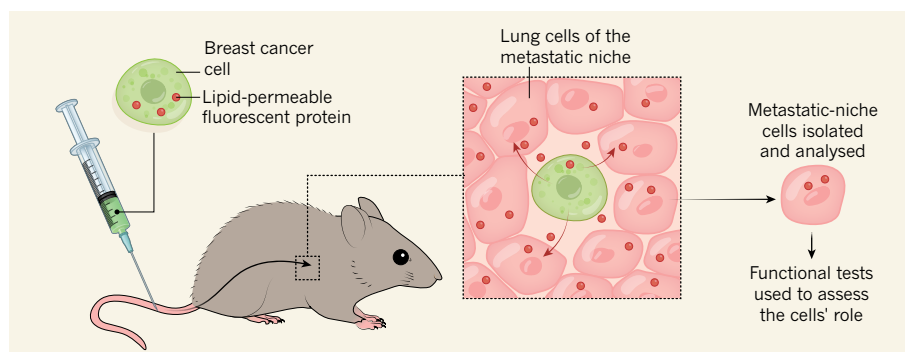 Breast cancer
cell
Lipid-permeable
fluorescent protein
Lung cells of the
metastatic niche
Metastatic-niche
cells isolated
and analysed
Functional tests
used to assess
the cells' role